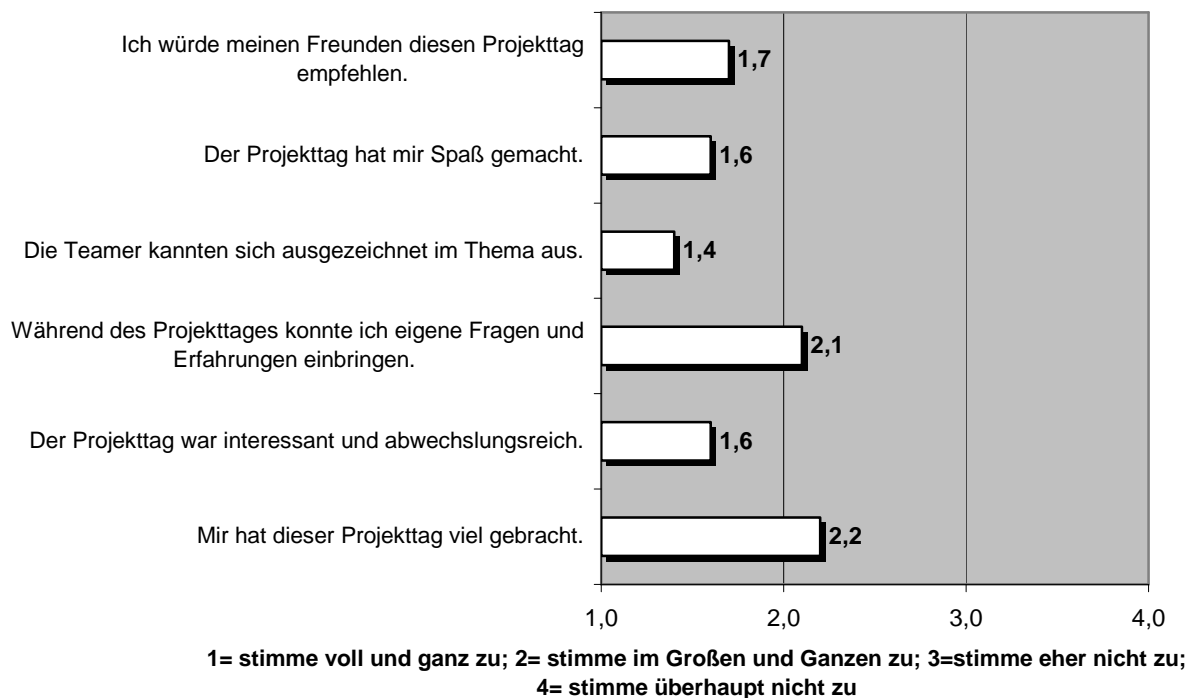 Ich würde meinen Freunden diesen Projekttag
empfehlen.
1,7
Der Projekttag hat mir Spaß gemacht.
1,6
Die Teamer kannten sich ausgezeichnet im Thema aus.
1,4
Während des Projekttages konnte ich eigene Fragen und
Erfahrungen einbringen.
2,1
Der Projekttag war interessant und abwechslungsreich.
1,6
Mir hat dieser Projekttag viel gebracht.
2,2
1,0 2,0 3,0 4,0
1= stimme voll und ganz zu; 2= stimme im Großen und Ganzen zu; 3=stimme eher nicht zu;
4= stimme überhaupt nicht zu